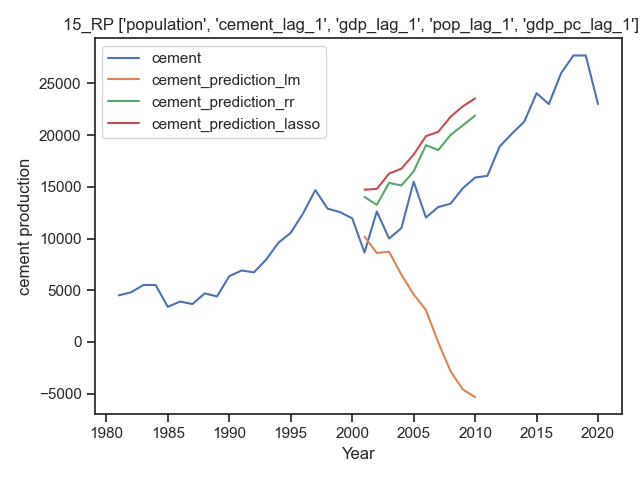 15_RP ['population', 'cement_lag_1', 'gdp_lag_1', 'pop_lag_1', 'gdp_pc_lag_1']
cement
cement_prediction_lm
cement_prediction_rr
cement_prediction_lasso
25000
20000
15000
10000
5000
0
−5000
cement production
1980 1985 1990 1995 2000 2005 2010 2015 2020
Year